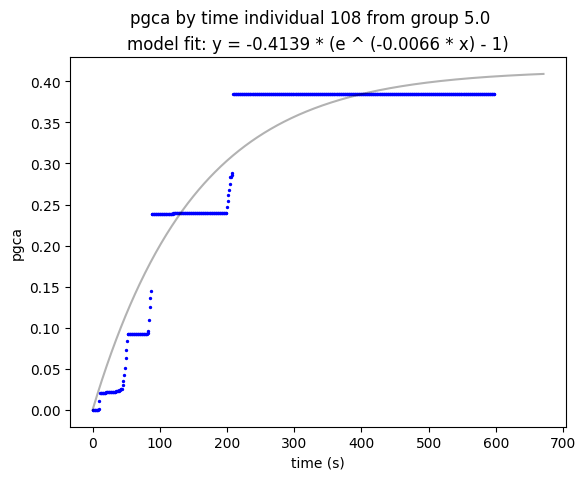 pgca by time individual 108 from group 5.0
model fit: y = -0.4139 * (e ^ (-0.0066 * x) - 1)
0.40
0.35
0.30
0.25
0.20
0.15
0.10
0.05
0.00
pgca
0 100 200 300 400 500 600 700
time (s)